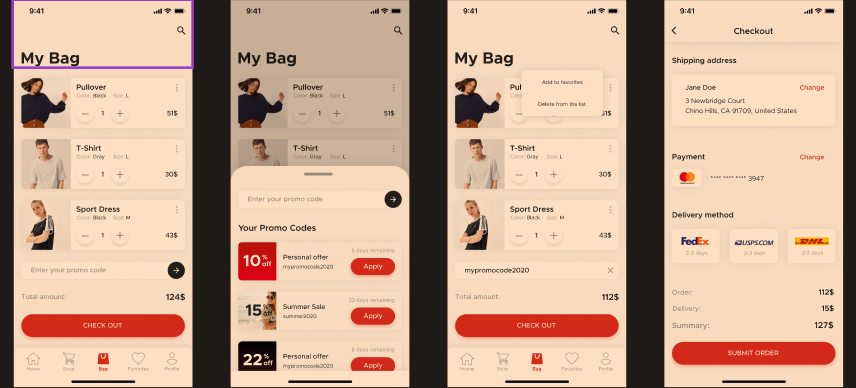 9:41
My Bag
Pullover
Color: Black Size: L
1
51$
T-Shirt
Color: Gray Size: L
1
30$
Sport Dress
Color: Black Size: M
1
43$
Enter your promo code
Total amount:
124$
CHECK OUT
Home
Shop
Bag
Favorites
Profile
9:41
My Bag
Pullover
Color: Black Size: L
1
51$
T-Shirt
Color: Gray Size: L
Enter your promo code
Your Promo Codes
10% off
Personal offer
mypromocode2020
6 days remaining
Apply
15% off
Summer Sale
summer2020
23 days remaining
Apply
22% off
Personal offer
mypromocode2020
6 days remaining
Apply
9:41
My Bag
Add to favorites
Delete from the list
Pullover
Color: Black Size: L
1
51$
T-Shirt
Color: Gray Size: L
1
30$
Sport Dress
Color: Black Size: M
1
43$
mypromocode2020
Total amount:
112$
CHECK OUT
Home
Shop
Bag
Favorites
Profile
9:41
Checkout
Shipping address
Jane Doe
Change
3 Newbridge Court
Chino Hills, CA 91709, United States
Payment
Change
**** **** **** 3947
Delivery method
FedEx
2-3 days
USPS.COM
2-3 days
DHL
2-3 days
Order:
112$
Delivery:
15$
Summary:
127$
SUBMIT ORDER